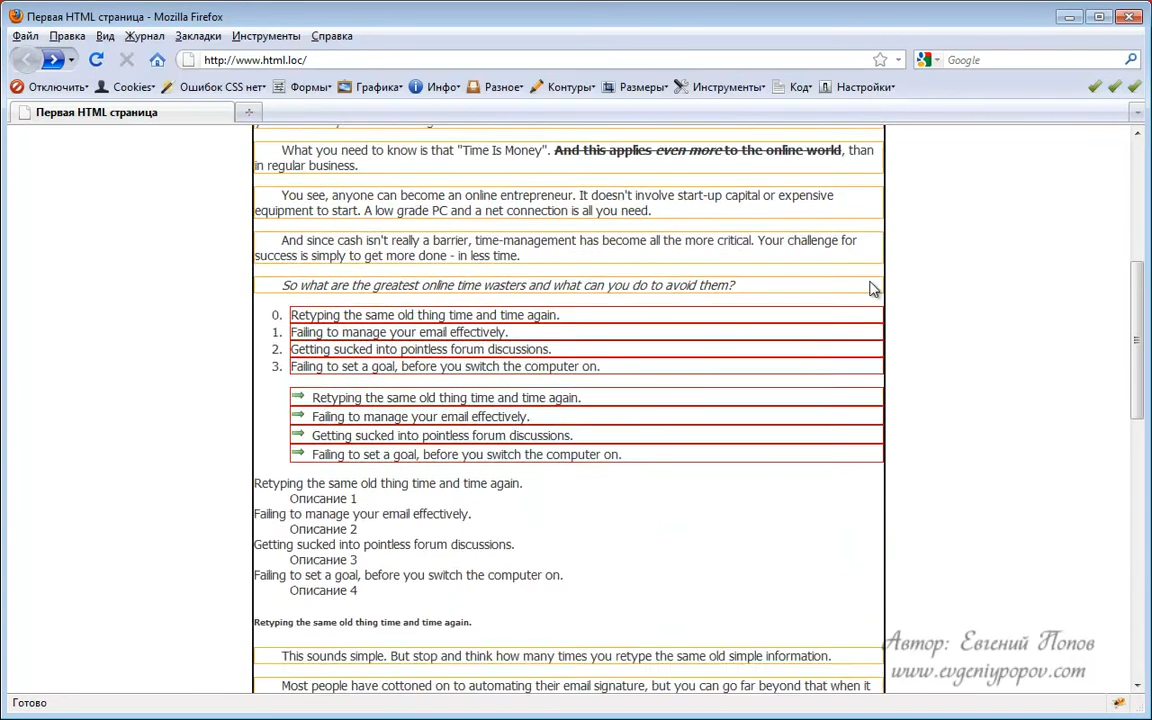 Первая HTML страница - Mozilla Firefox
Файл Правка Вид Журнал Закладки Инструменты Справка
http://www.html.loc/
Google
Отключить Cookies Ошибок CSS нет Формы Графика Инфо Разное Контуры Размеры Инструменты Код Настройки
Первая HTML страница
What you need to know is that "Time Is Money". And this applies even more to the online world, than
in regular business.
You see, anyone can become an online entrepreneur. It doesn't involve start-up capital or expensive
equipment to start. A low grade PC and a net connection is all you need.
And since cash isn't really a barrier, time-management has become all the more critical. Your challenge for
success is simply to get more done - in less time.
So what are the greatest online time wasters and what can you do to avoid them?
0. Retyping the same old thing time and time again.
1. Failing to manage your email effectively.
2. Getting sucked into pointless forum discussions.
3. Failing to set a goal, before you switch the computer on.
Retyping the same old thing time and time again.
Failing to manage your email effectively.
Getting sucked into pointless forum discussions.
Failing to set a goal, before you switch the computer on.
Retyping the same old thing time and time again.
Описание 1
Failing to manage your email effectively.
Описание 2
Getting sucked into pointless forum discussions.
Описание 3
Failing to set a goal, before you switch the computer on.
Описание 4
Retyping the same old thing time and time again.
This sounds simple. But stop and think how many times you retype the same old simple information.
Most people have cottoned on to automating their email signature, but you can go far beyond that when it
Автор: Евгений Попов
www.evgeniypopov.com
Готово